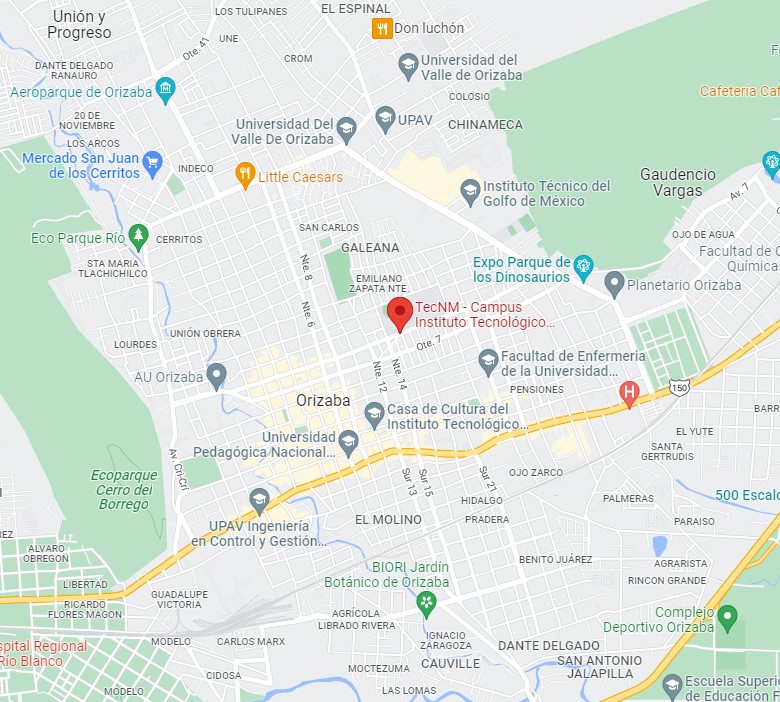 LOS TULIPANES
EL ESPINAL
Unión y
Progreso
UNE
Don luchón
Ote. 41
CROM
DANTE DELGADO
RANAURO
Universidad del
Valle de Orizaba
Aeroparque de Orizaba
COLOSIO
Cafeteria Caf
20 DE
NOVIEMBRE
Universidad Del
Valle De Orizaba
UPAV
CHINAMECA
LOS ARCOS
Mercado San Juan
de los Cerritos
INDECO
Little Caesars
Gaudencio
Vargas
Av. 7
Instituto Técnico del
Golfo de México
SAN CARLOS
Eco Parque Río
CERRITOS
GALEANA
OJO DE AGUA
Facultad de C
Químicas
STA MARIA
TLACHICHILCO
Nte. 8
EMILIANO
ZAPATA NTE.
Expo Parque de
los Dinosaurios
Planetario Orizaba
Nte. 6
TecNM - Campus
Instituto Tecnológico...
UNIÓN OBRERA
LOURDES
Ote. 7
AU Orizaba
Nte. 12
Nte. 14
Facultad de Enfermeria
de la Universidad...
PENSIONES
H
150
Orizaba
Casa de Cultura del
Instituto Tecnológico...
BARR
EL YUTE
Universidad
Pedagógica Nacional...
SANTA
GERTRUDIS
Av. Cri-Cri
Ecoparque
Cerro del
Borrego
Sur 13
Sur 15
Sur 21
OJO ZARCO
500 Escalo
UPAV Ingeniería
en Control y Gestión...
HIDALGO
PALMERAS
EL MOLINO
PRADERA
PARAISO
REZ
ALVARO
OBREGON
BENITO JUÁREZ
AGRARISTA
BIORI Jardín
Botánico de Orizaba
RINCON GRANDE
LIBERTAD
GUADALUPE
VICTORIA
RICARDO
FLORES MAGON
AGRÍCOLA
LIBRADO RIVERA
Complejo
Deportivo Orizaba
MODELO
CARLOS MARX
IGNACIO
ZARAGOZA
spital Regional
Río Blanco
DANTE DELGADO
CAUVILLE
SAN ANTONIO
JALAPILLA
MOCTEZUMA
CIDOSA
MODELO
LAS LOMAS
Escuela Superio
de Educación F